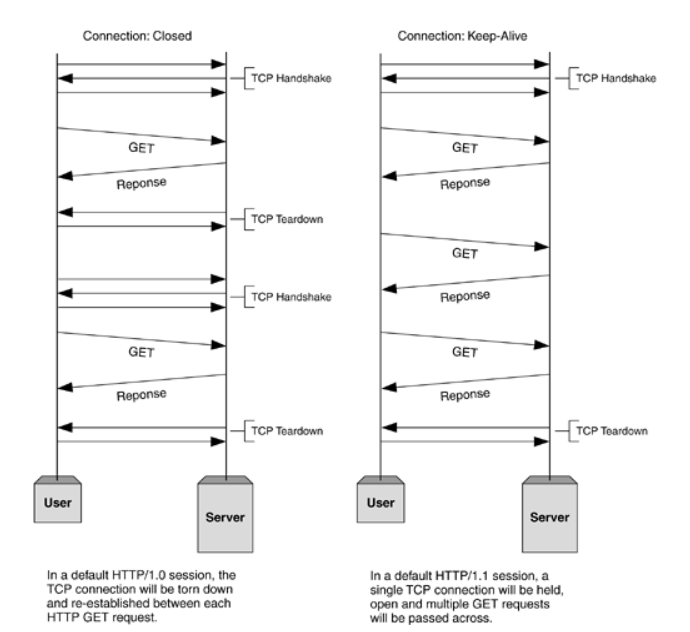 Connection: Closed
TCP Handshake
GET
Reponse
TCP Teardown
TCP Handshake
GET
Reponse
TCP Teardown
User
Server
In a default HTTP/1.0 session, the
TCP connection will be torn down
and re-established between each
HTTP GET request.
Connection: Keep-Alive
TCP Handshake
GET
Reponse
GET
Reponse
GET
Reponse
TCP Teardown
User
Server
In a default HTTP/1.1 session, a
single TCP connection will be held,
open and multiple GET requests
will be passed across.